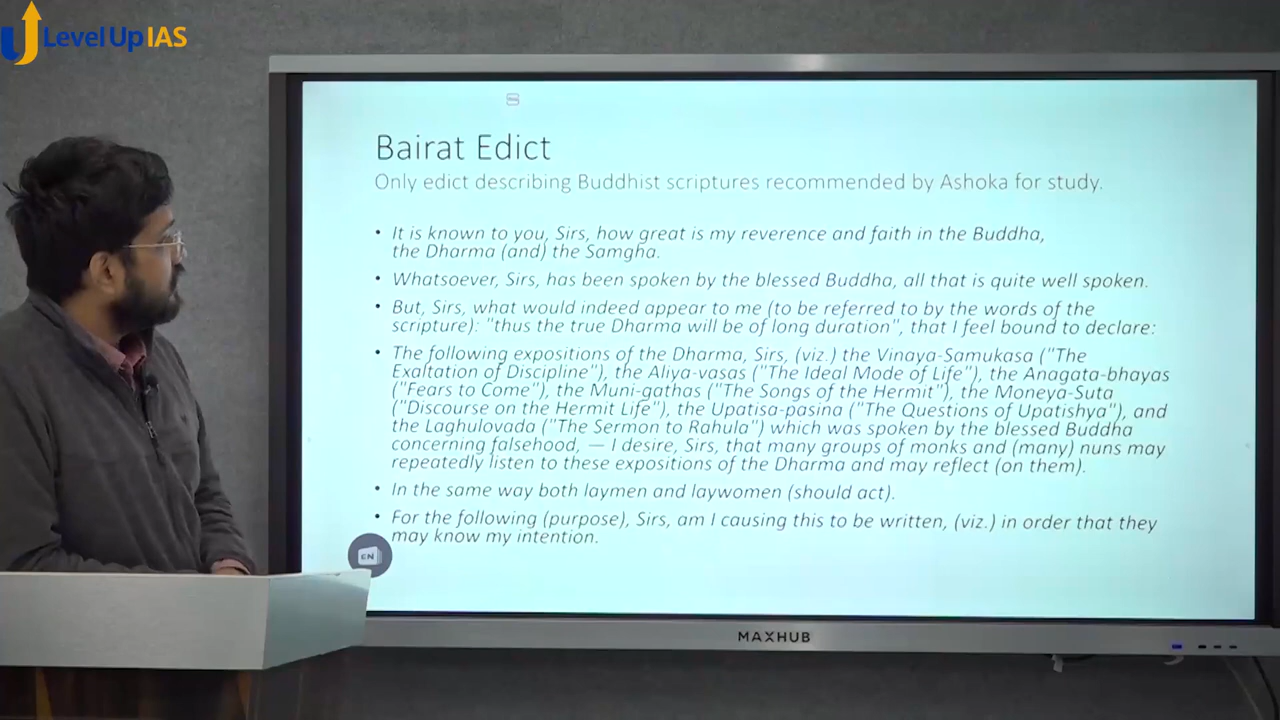 Level Up IAS
Bairat Edict
Only edict describing Buddhist scriptures recommended by Ashoka for study.
• It is known to you, Sirs, how great is my reverence and faith in the Buddha,
the Dharma (and) the Samgha.
• Whatsoever, Sirs, has been spoken by the blessed Buddha, all that is quite well spoken.
• But, Sirs, what would indeed appear to me (to be referred to by the words of the
scripture): "thus the true Dharma will be of long duration", that I feel bound to declare:
• The following expositions of the Dharma, Sirs, (viz.) the Vinaya-Samukasa ("The
Exaltation of Discipline"), the Aliya-vasas ("The Ideal Mode of Life"), the Anagata-bhayas
("Fears to Come"), the Muni-gathas ("The Songs of the Hermit"), the Moneya-Suta
("Discourse on the Hermit Life"), the Upatisa-pasina ("The Questions of Upatishya"), and
the Laghulovada ("The Sermon to Rahula") which was spoken by the blessed Buddha
concerning falsehood, — I desire, Sirs, that many groups of monks and (many) nuns may
repeatedly listen to these expositions of the Dharma and may reflect (on them).
• In the same way both laymen and laywomen (should act).
• For the following (purpose), Sirs, am I causing this to be written, (viz.) in order that they
may know my intention.
EN
MAXHUB